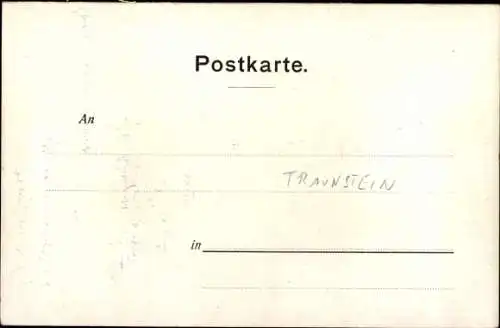 Postkarte.
An
TRAUNSTEIN
in